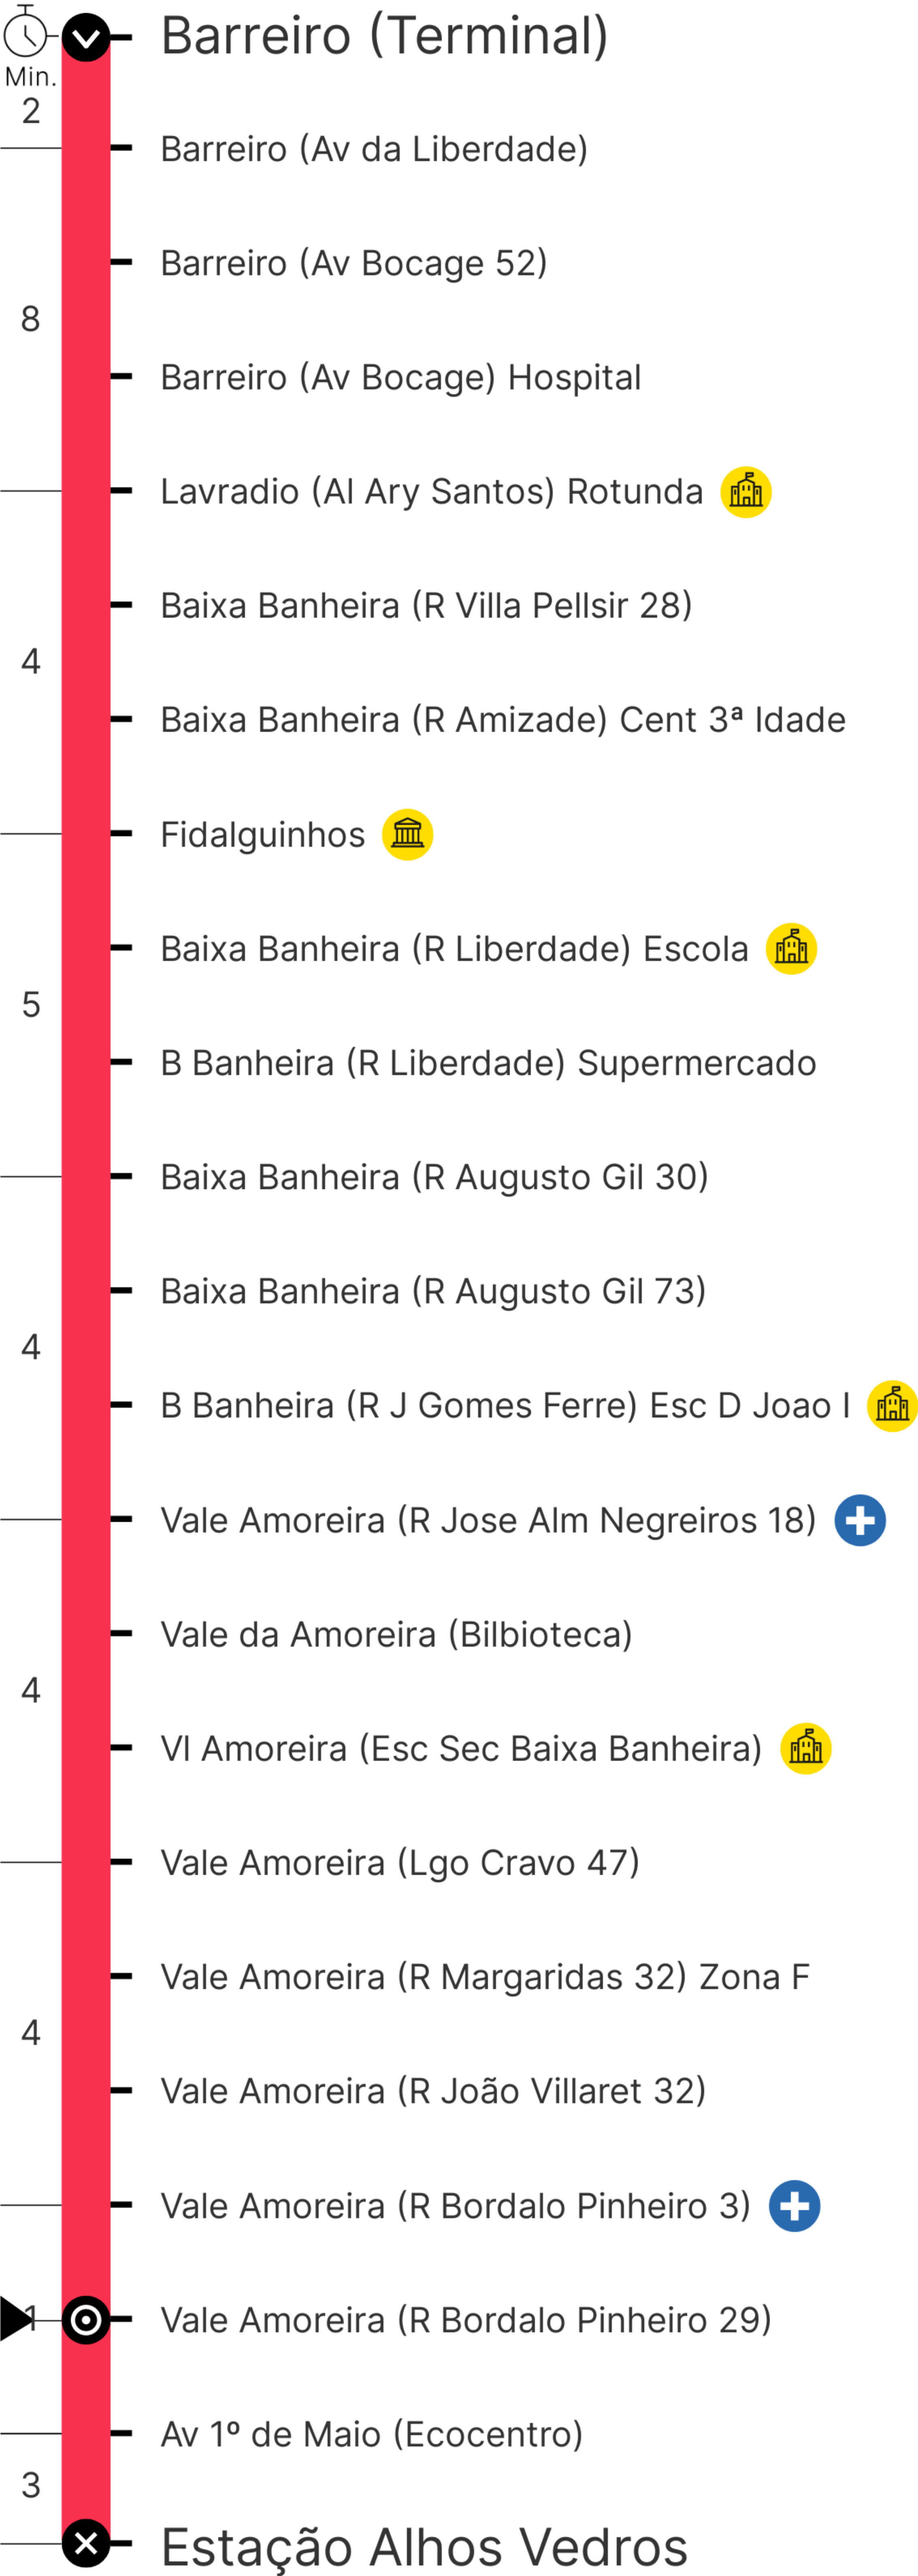 Barreiro (Terminal)
Min.
2
Barreiro (Av da Liberdade)
Barreiro (Av Bocage 52)
8
Barreiro (Av Bocage) Hospital
Lavradio (Al Ary Santos) Rotunda
Baixa Banheira (R Villa Pellsir 28)
4
Baixa Banheira (R Amizade) Cent 3ª Idade
Fidalguinhos
Baixa Banheira (R Liberdade) Escola
5
B Banheira (R Liberdade) Supermercado
Baixa Banheira (R Augusto Gil 30)
Baixa Banheira (R Augusto Gil 73)
4
B Banheira (R J Gomes Ferre) Esc D Joao I
Vale Amoreira (R Jose Alm Negreiros 18)
Vale da Amoreira (Bilbioteca)
4
Vl Amoreira (Esc Sec Baixa Banheira)
Vale Amoreira (Lgo Cravo 47)
Vale Amoreira (R Margaridas 32) Zona F
4
Vale Amoreira (R João Villaret 32)
Vale Amoreira (R Bordalo Pinheiro 3)
1
Vale Amoreira (R Bordalo Pinheiro 29)
Av 1º de Maio (Ecocentro)
3
Estação Alhos Vedros